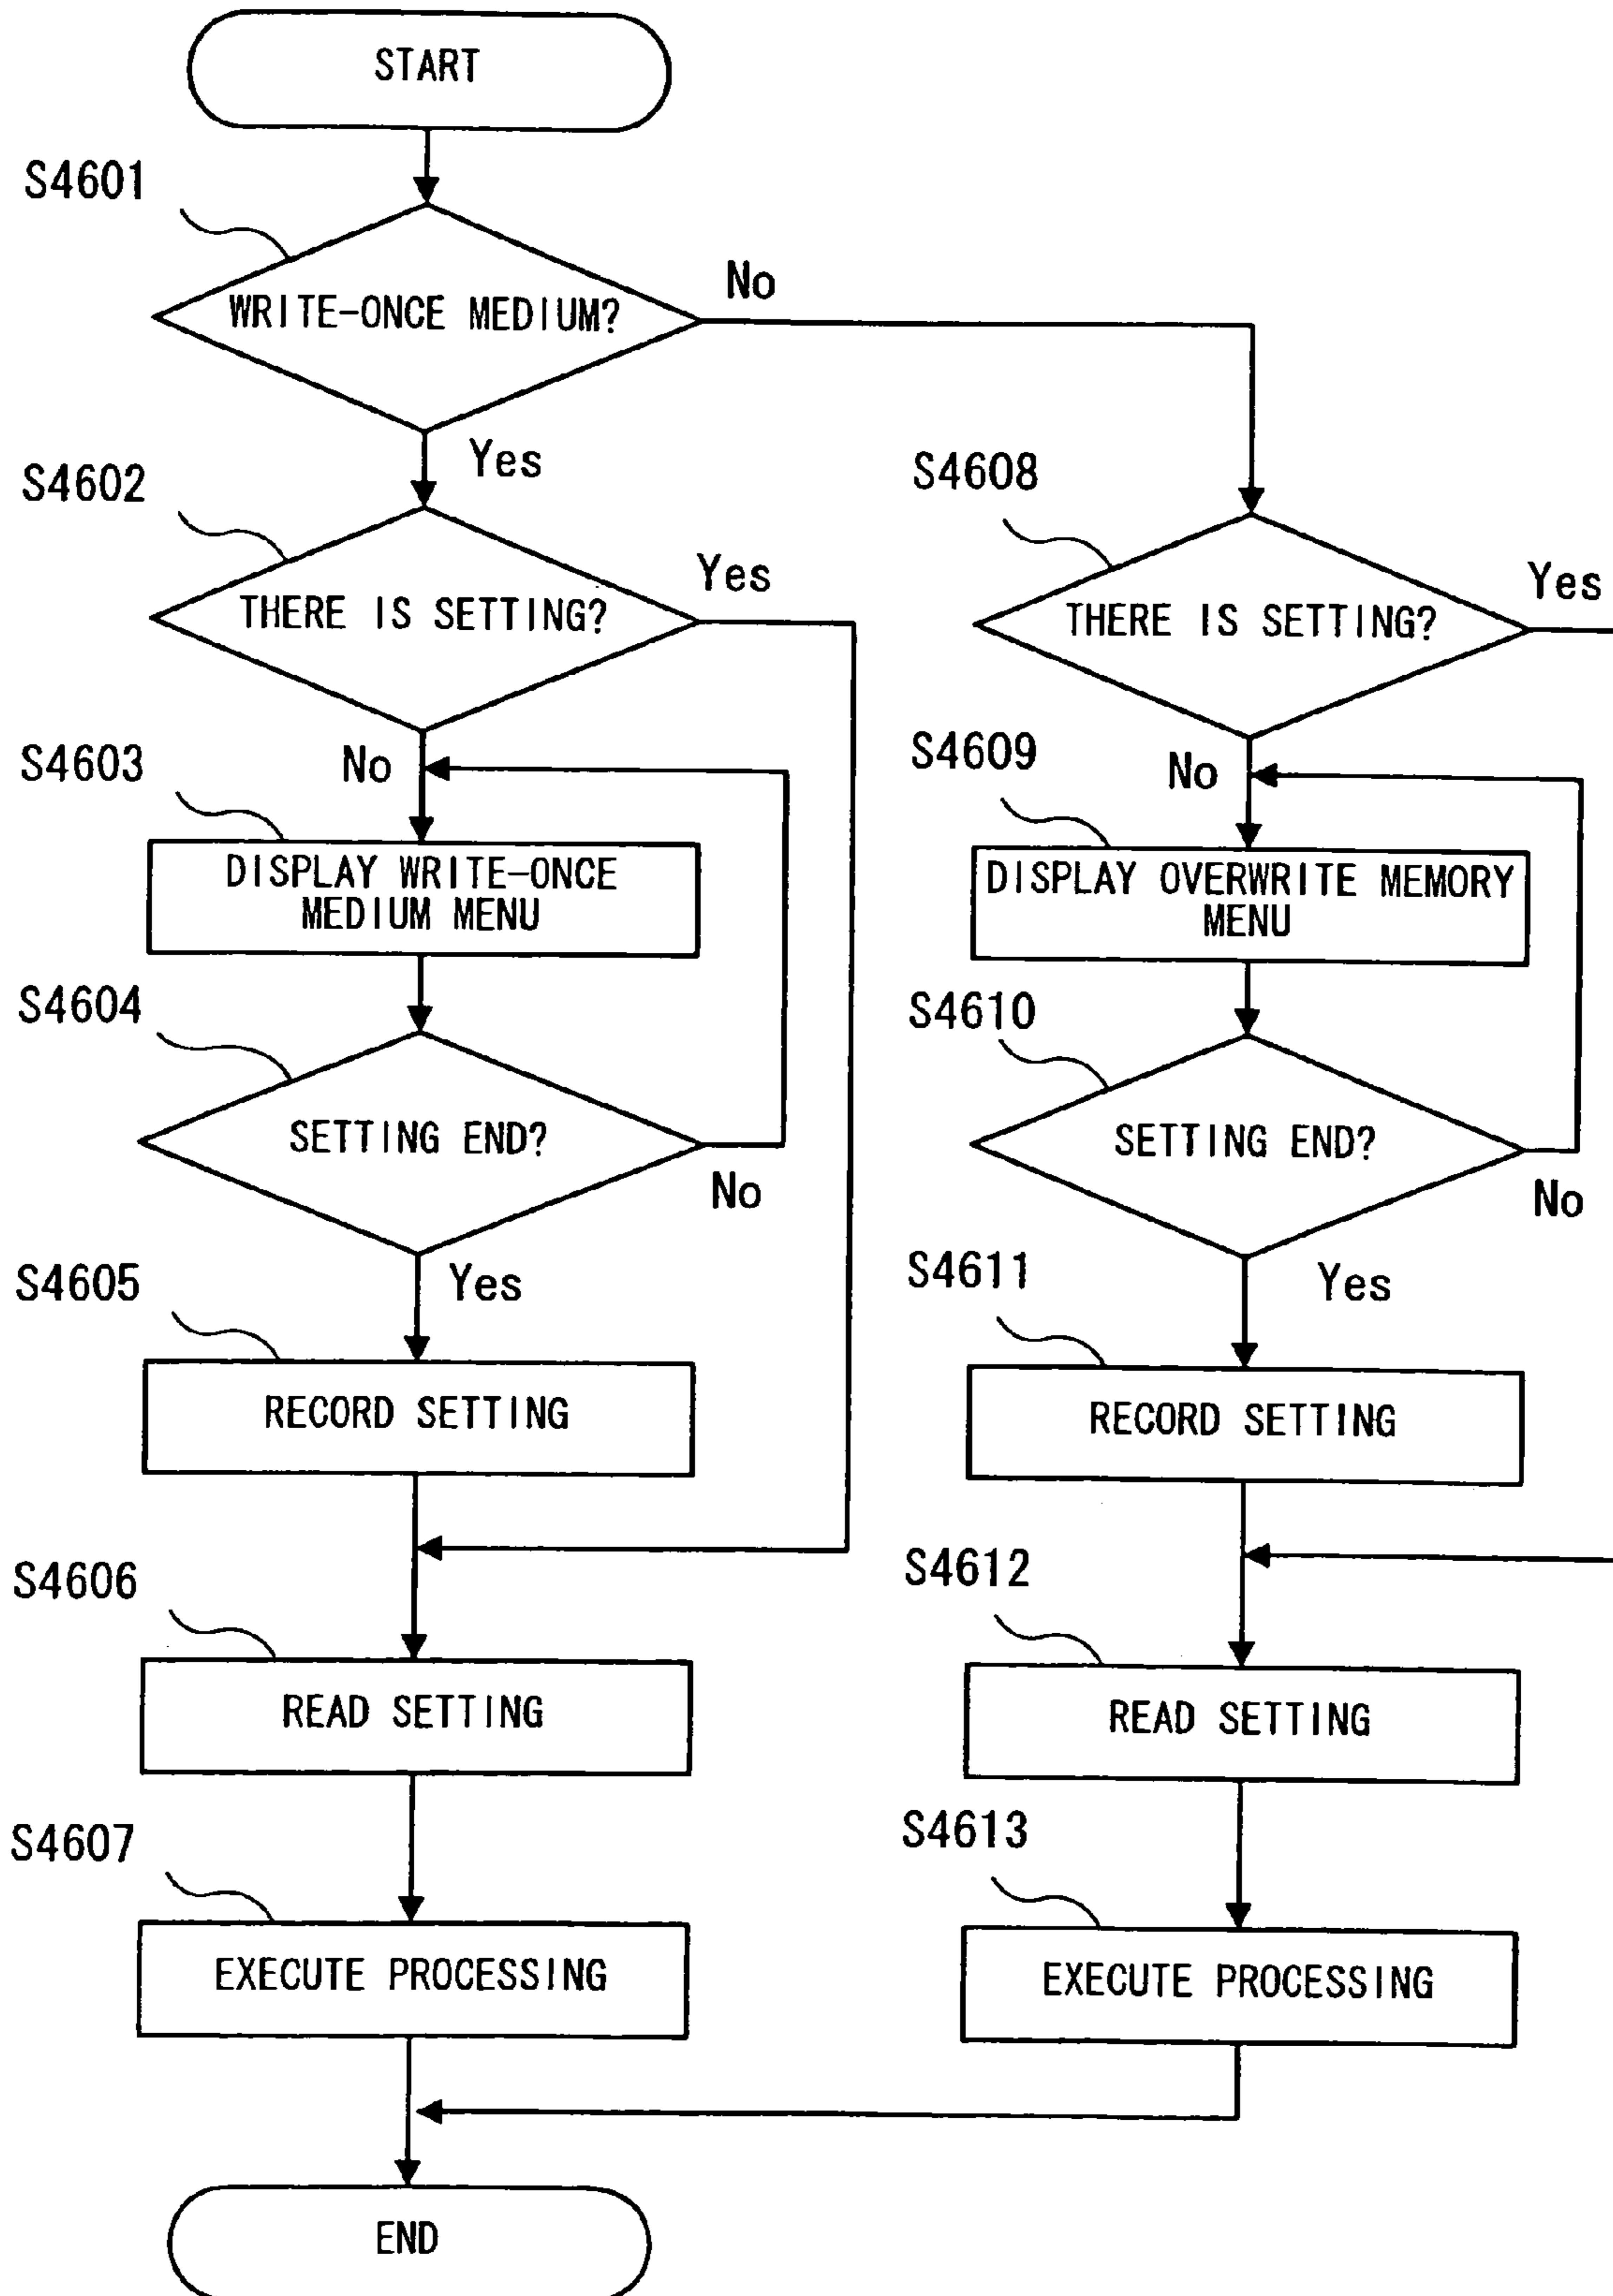 START
S4601
WRITE-ONCE MEDIUM?
No
Yes
S4602
THERE IS SETTING?
Yes
No
S4603
DISPLAY WRITE-ONCE
MEDIUM MENU
S4604
SETTING END?
No
Yes
S4605
RECORD SETTING
S4606
READ SETTING
S4607
EXECUTE PROCESSING
S4608
THERE IS SETTING?
Yes
No
S4609
DISPLAY OVERWRITE MEMORY
MENU
S4610
SETTING END?
No
Yes
S4611
RECORD SETTING
S4612
READ SETTING
S4613
EXECUTE PROCESSING
END